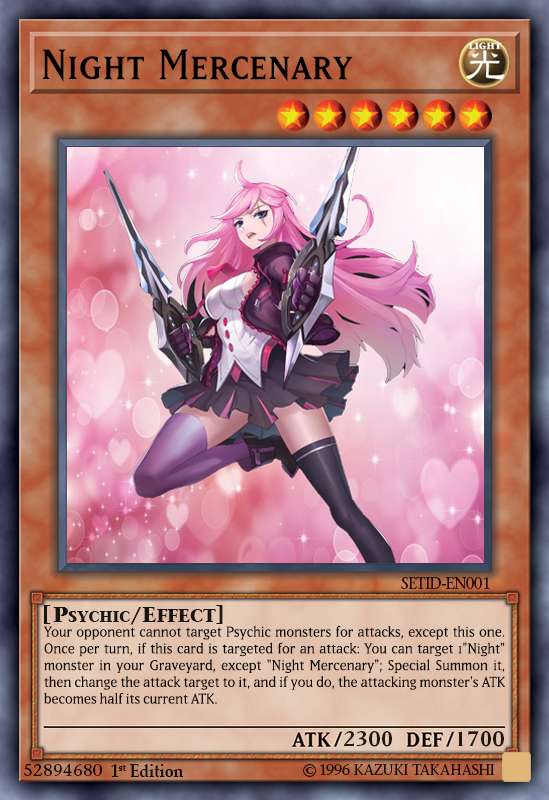 Night Mercenary
LIGHT
光
SETID-EN001
[Psychic/Effect]
Your opponent cannot target Psychic monsters for attacks, except this one.
Once per turn, if this card is targeted for an attack: You can target 1"Night"
monster in your Graveyard, except "Night Mercenary"; Special Summon it,
then change the attack target to it, and if you do, the attacking monster's ATK
becomes half its current ATK.
ATK/2300 DEF/1700
52894680 1st Edition © 1996 KAZUKI TAKAHASHI